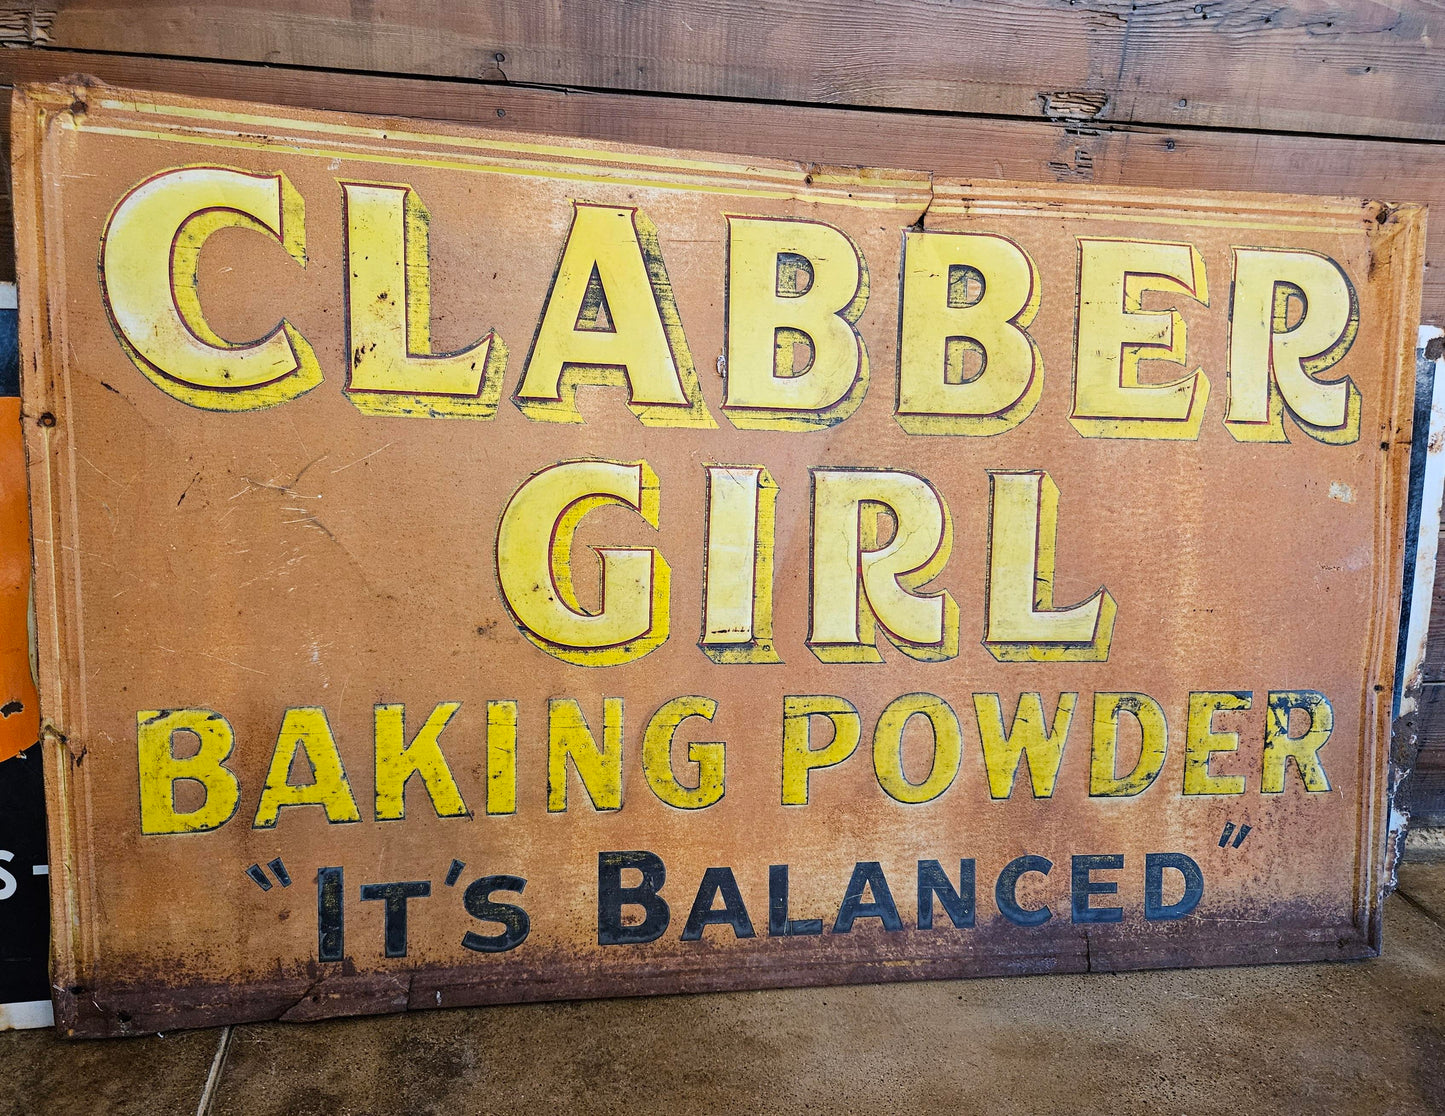 CLABBER
GIRL
BAKING POWDER
"IT'S BALANCED"
S-